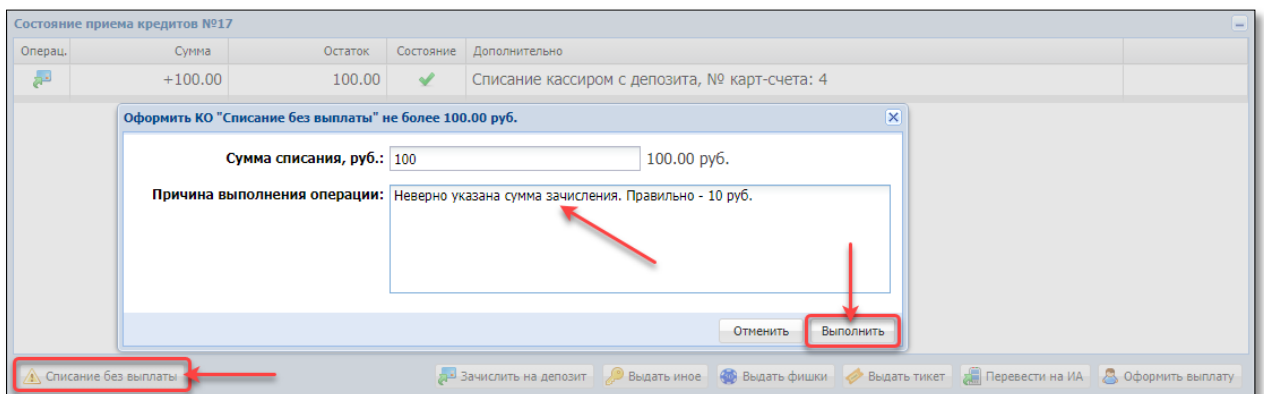 Состояние приема кредитов №17
Операц. Сумма Остаток Состояние Дополнительно
+100.00 100.00 Списание кассиром с депозита, № карт-счета: 4
Оформить КО "Списание без выплаты" не более 100.00 руб.
Сумма списания, руб.: 100 100.00 руб.
Причина выполнения операции: Неверно указана сумма зачисления. Правильно - 10 руб.
Отменить Выполнить
Списание без выплаты Зачислить на депозит Выдать иное Выдать фишки Выдать тикет Перевести на ИА Оформить выплату